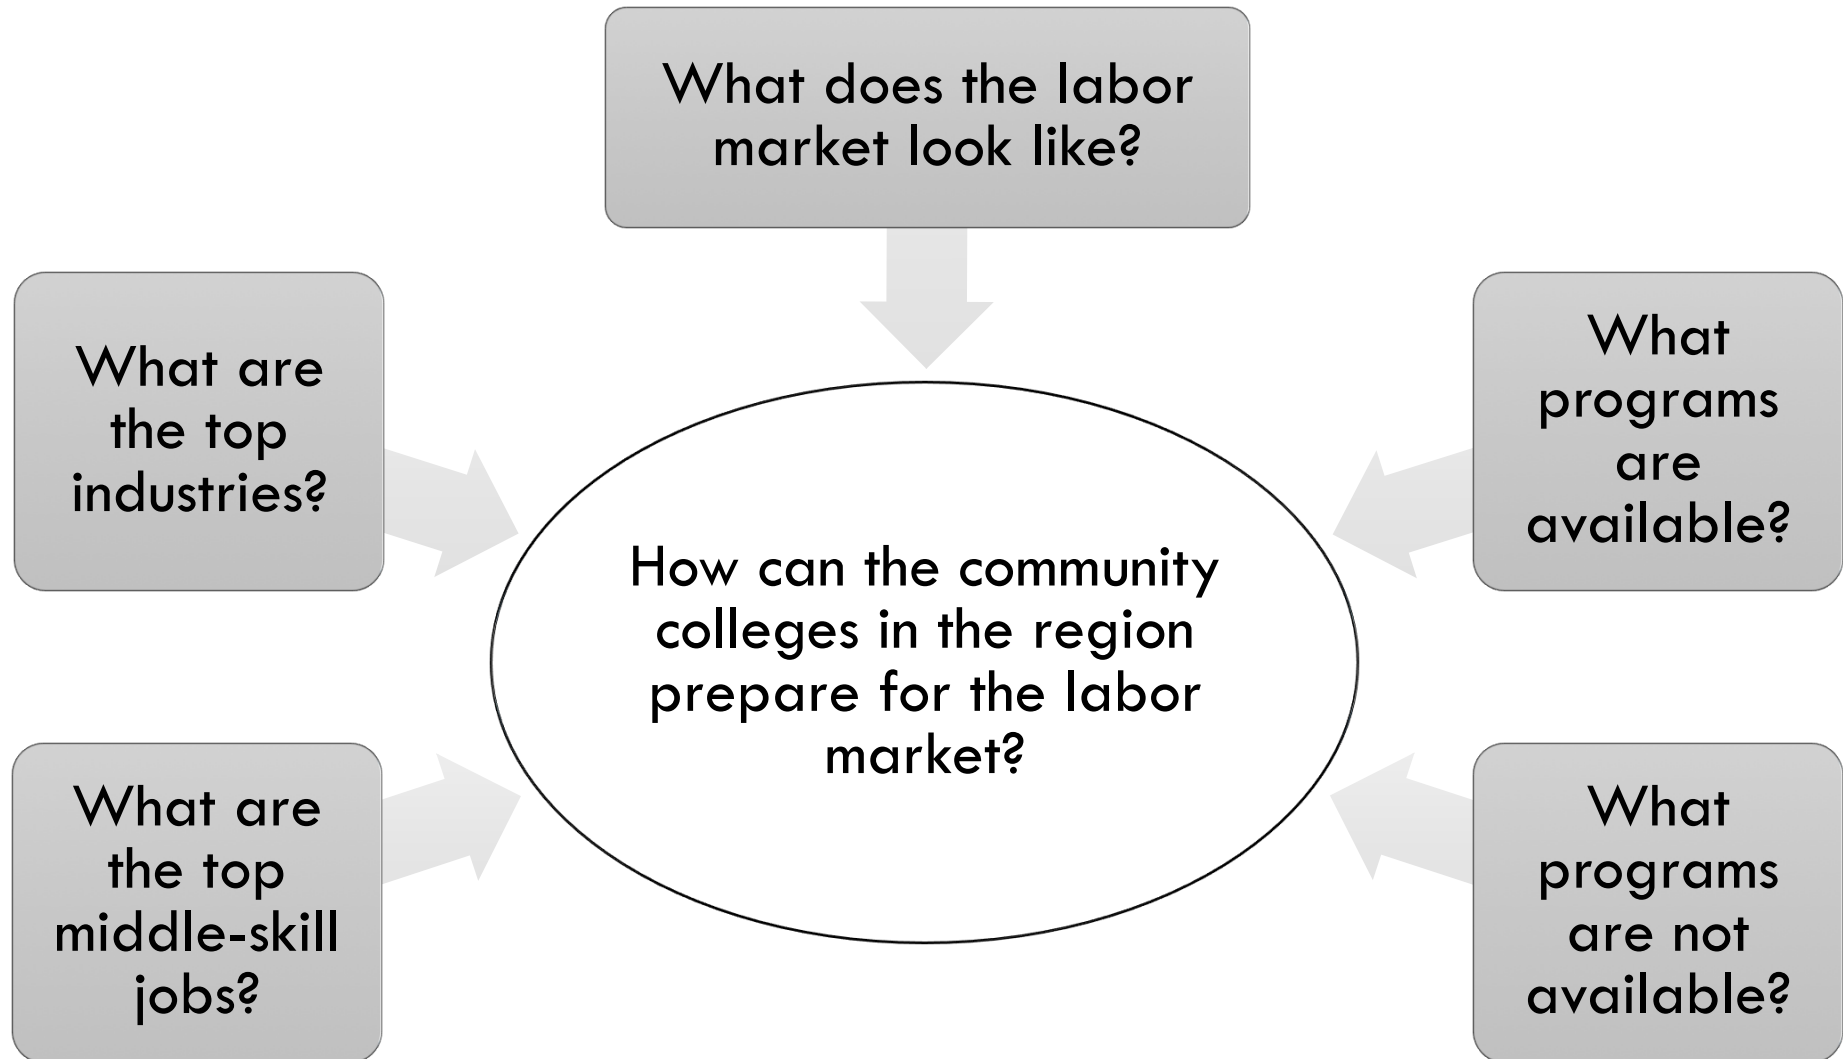 What does the labor
market look like?
What are
the top
industries?
What
programs
are
available?
How can the community
colleges in the region
prepare for the labor
market?
What are
the top
middle-skill
jobs?
What
programs
are not
available?